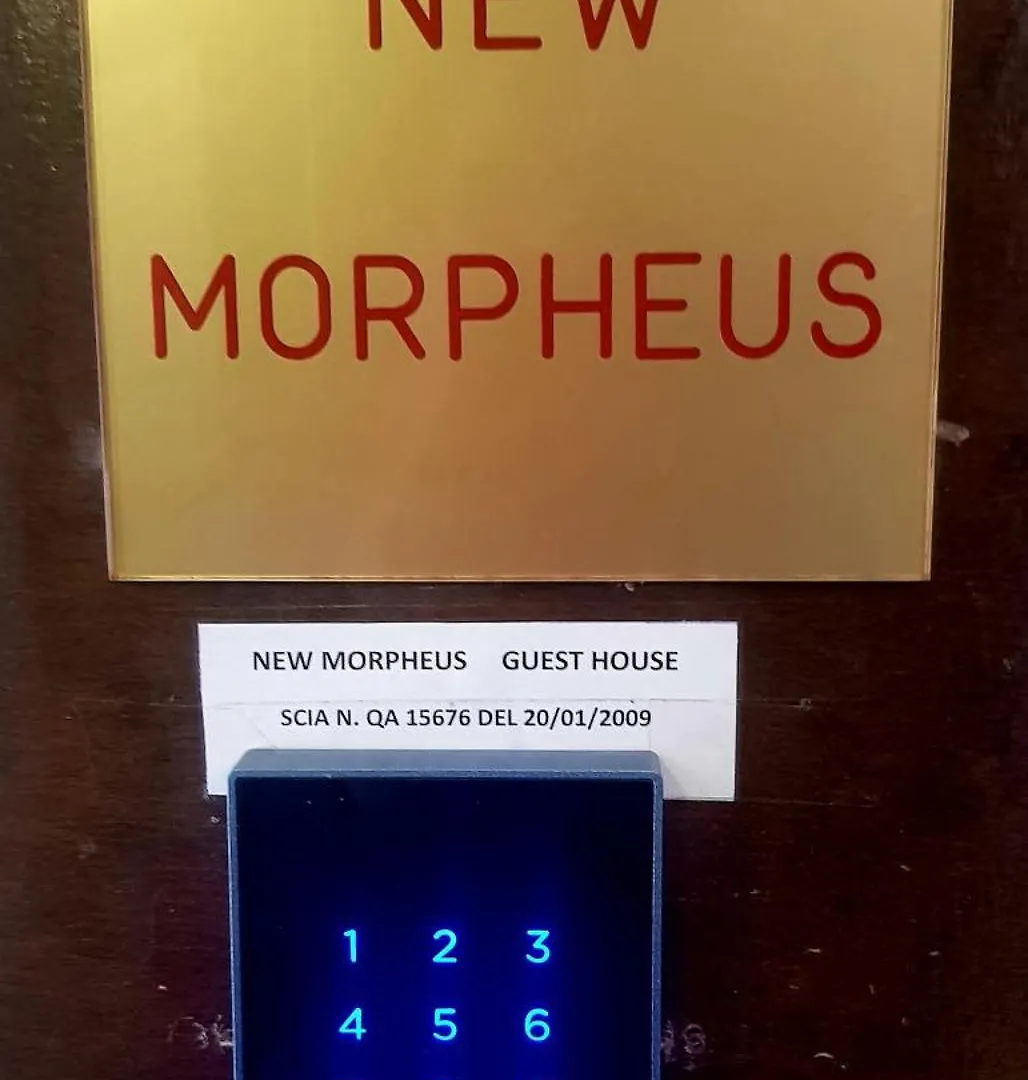 NEW
MORPHEUS
NEW MORPHEUS GUEST HOUSE
SCIA N. QA 15676 DEL 20/01/2009
1 2 3
4 5 6